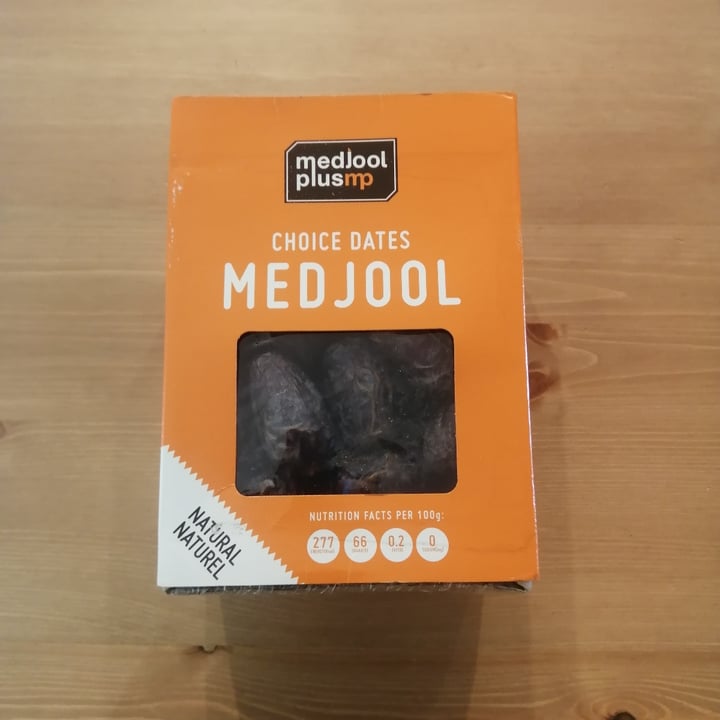 medjool
plusmp
CHOICE DATES
MEDJOOL
NATURAL
NATUREL
NUTRITION FACTS PER 100g:
277 66 0.2 0